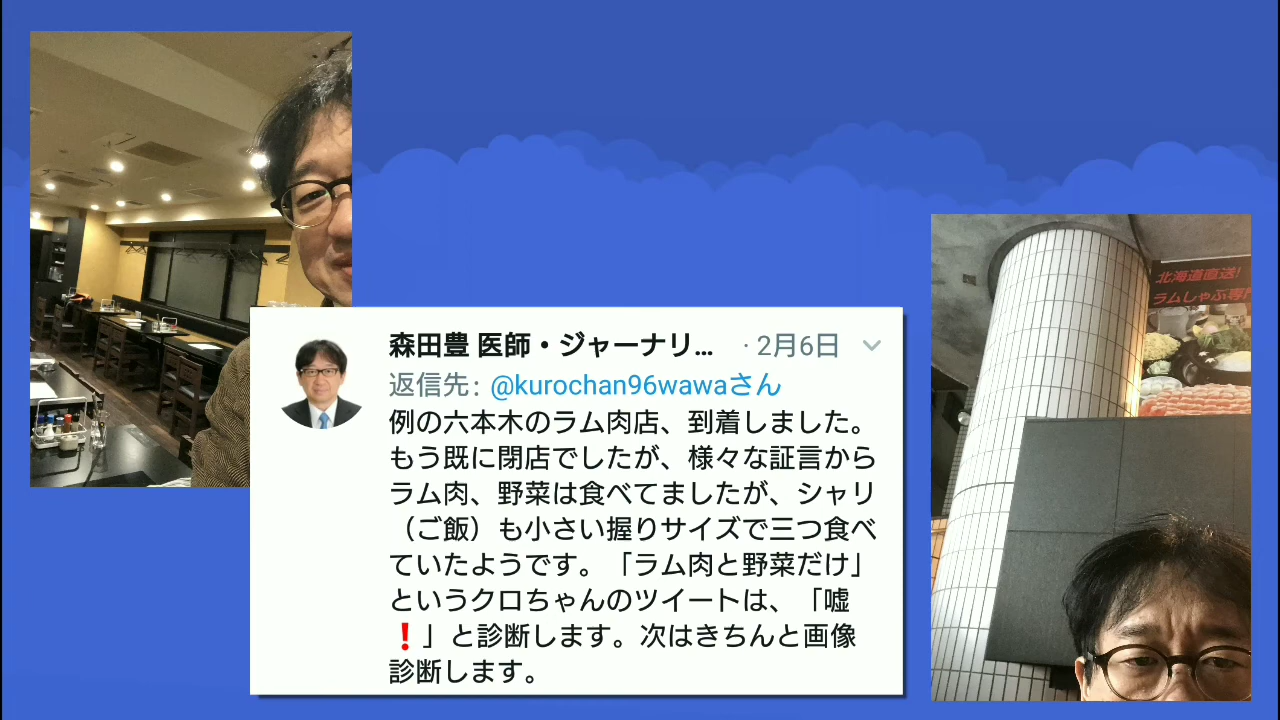 北海道直送!
ラムしゃぶ専門
森田豊 医師・ジャーナリ... ・2月6日
返信先: @kurochan96wawaさん
例の六本木のラム肉店、到着しました。
もう既に閉店でしたが、様々な証言から
ラム肉、野菜は食べてましたが、シャリ
（ご飯）も小さい握りサイズで三つ食べ
ていたようです。「ラム肉と野菜だけ」
というクロちゃんのツイートは、「嘘
❗」と診断します。次はきちんと画像
診断します。